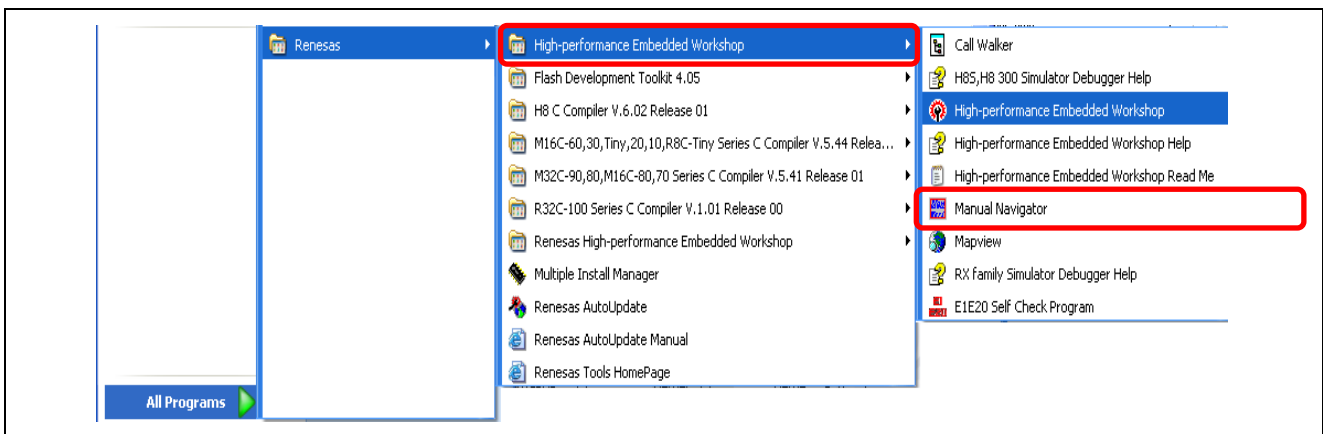 Renesas
High-performance Embedded Workshop
Flash Development Toolkit 4.05
H8 C Compiler V.6.02 Release 01
M16C-60,30,Tiny,20,10,R8C-Tiny Series C Compiler V.5.44 Relea...
M32C-90,80,M16C-80,70 Series C Compiler V.5.41 Release 01
R32C-100 Series C Compiler V.1.01 Release 00
Renesas High-performance Embedded Workshop
Multiple Install Manager
Renesas AutoUpdate
Renesas AutoUpdate Manual
Renesas Tools HomePage
Call Walker
H8S,H8 300 Simulator Debugger Help
High-performance Embedded Workshop
High-performance Embedded Workshop Help
High-performance Embedded Workshop Read Me
Manual Navigator
Mapview
RX family Simulator Debugger Help
E1E20 Self Check Program
All Programs